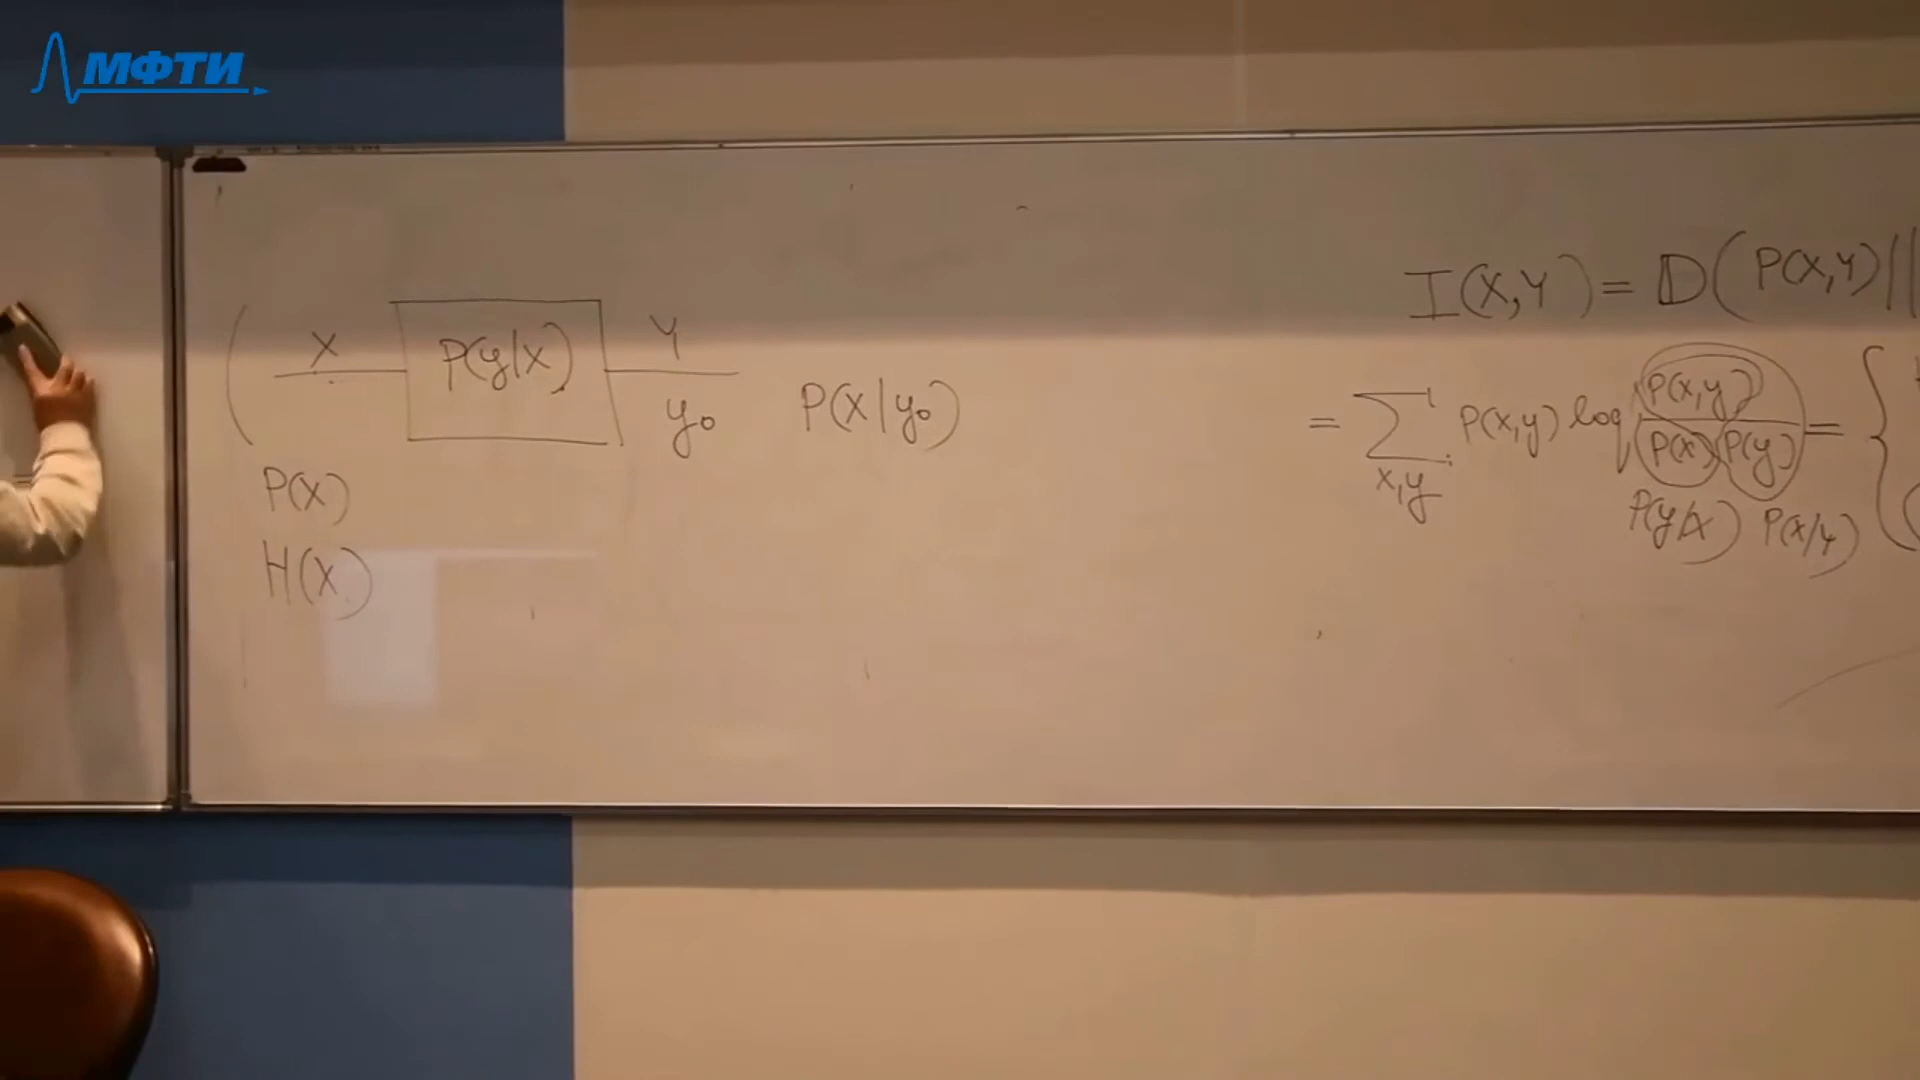 МФТИ
X P(y|x) Y
y₀ P(x|y₀)
P(x)
H(x)
I(X,Y) = D(P(X,Y)||
= ∑ P(x,y) log P(x,y) / P(x) P(y) = {
x,y
P(y/x) P(x/y)